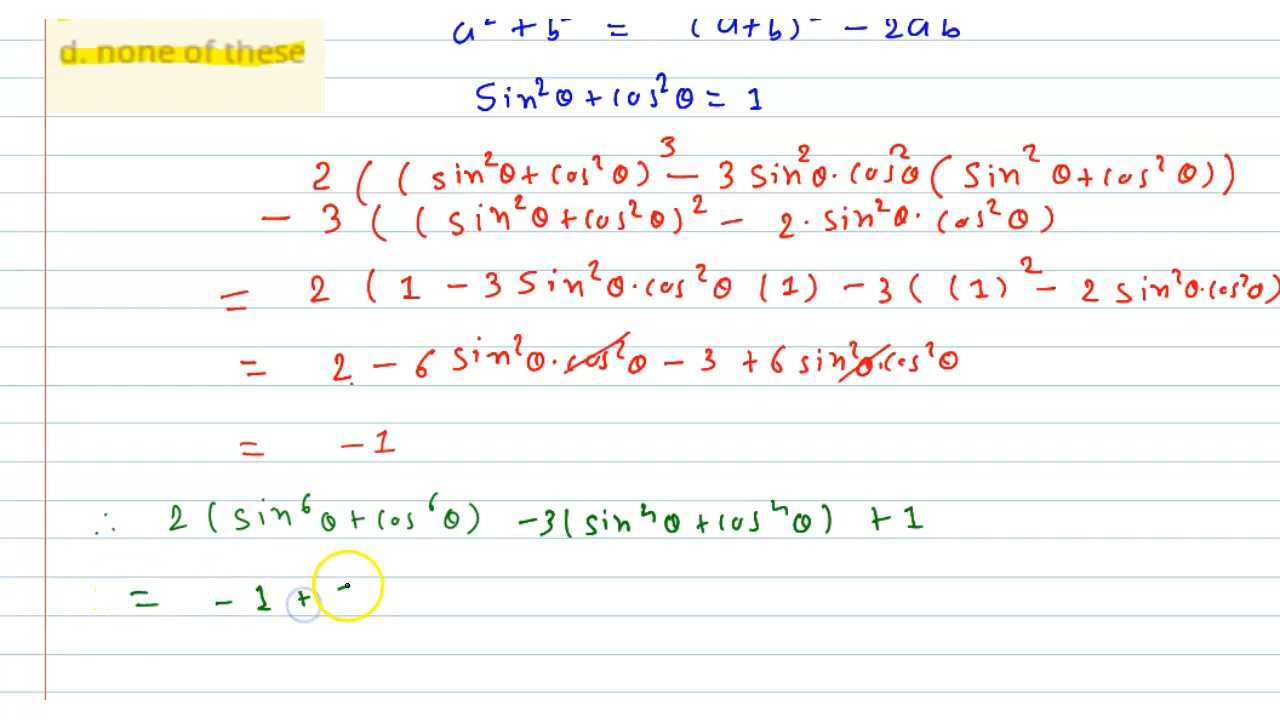 d. none of these
a² + b² = (a+b)² - 2ab
Sin²θ + cos²θ = 1
2 ( ( sin²θ + cos²θ )³ - 3 sin²θ · cos²θ ( sin²θ + cos²θ ) )
- 3 ( ( sin²θ + cos²θ )² - 2 · sin²θ · cos²θ )
= 2 ( 1 - 3 sin²θ · cos²θ (1) - 3 ( (1)² - 2 sin²θ · cos²θ )
= 2 - 6 sin²θ · cos²θ - 3 + 6 sin²θ · cos²θ
= -1
∴ 2 ( sin⁶θ + cos⁶θ ) - 3 ( sin⁴θ + cos⁴θ ) + 1
= - 1 +